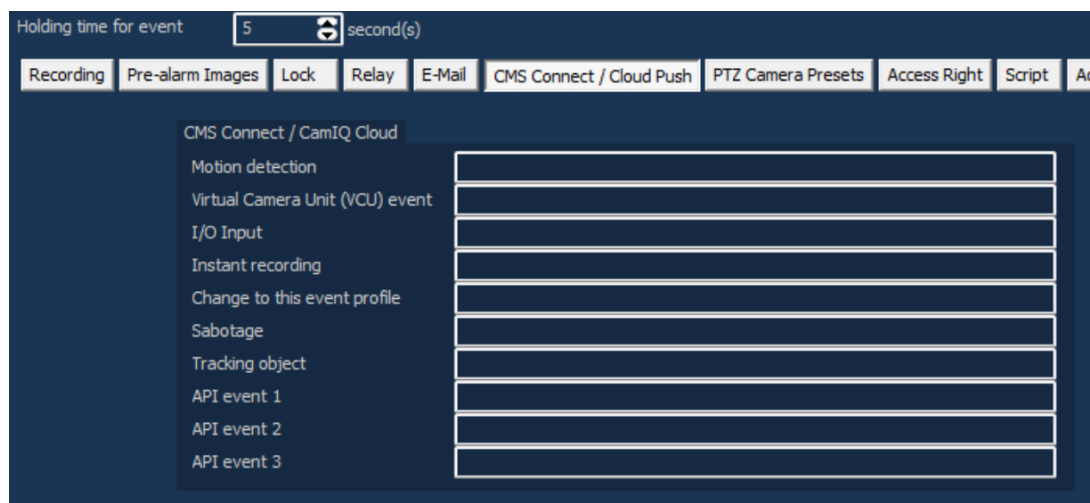 Holding time for event 5 second(s)
Recording Pre-alarm Images Lock Relay E-Mail CMS Connect / Cloud Push PTZ Camera Presets Access Right Script
CMS Connect / CamIQ Cloud
Motion detection
Virtual Camera Unit (VCU) event
I/O Input
Instant recording
Change to this event profile
Sabotage
Tracking object
API event 1
API event 2
API event 3